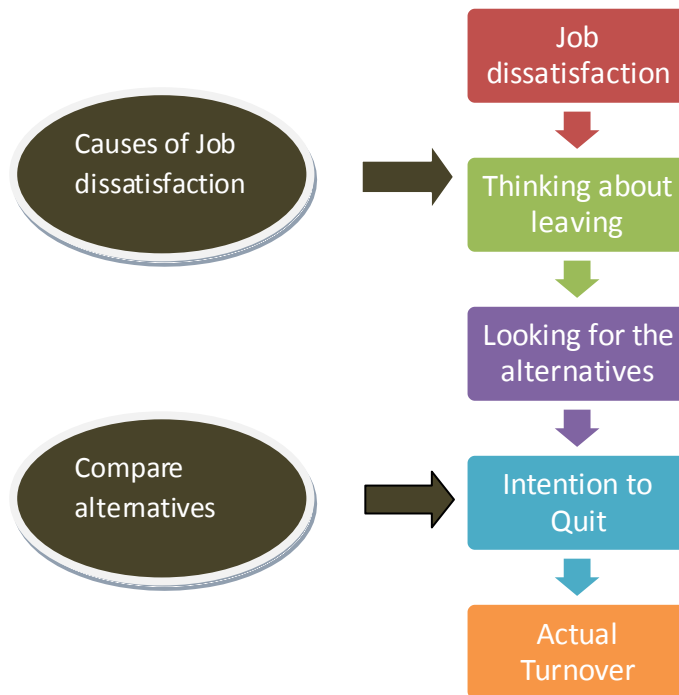 Job
dissatisfaction
Causes of Job
dissatisfaction
Thinking about
leaving
Looking for the
alternatives
Compare
alternatives
Intention to
Quit
Actual
Turnover